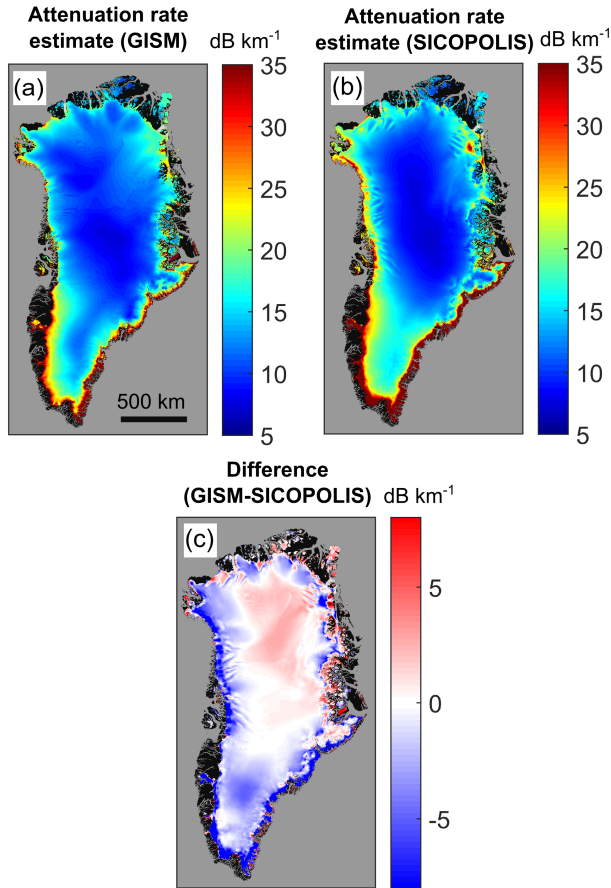 Attenuation rate
estimate (GISM) dB km-1
(a)
35
30
25
20
15
10
5
500 km
Attenuation rate
estimate (SICOPOLIS) dB km-1
(b)
35
30
25
20
15
10
5
Difference
(GISM-SICOPOLIS) dB km-1
(c)
5
0
-5